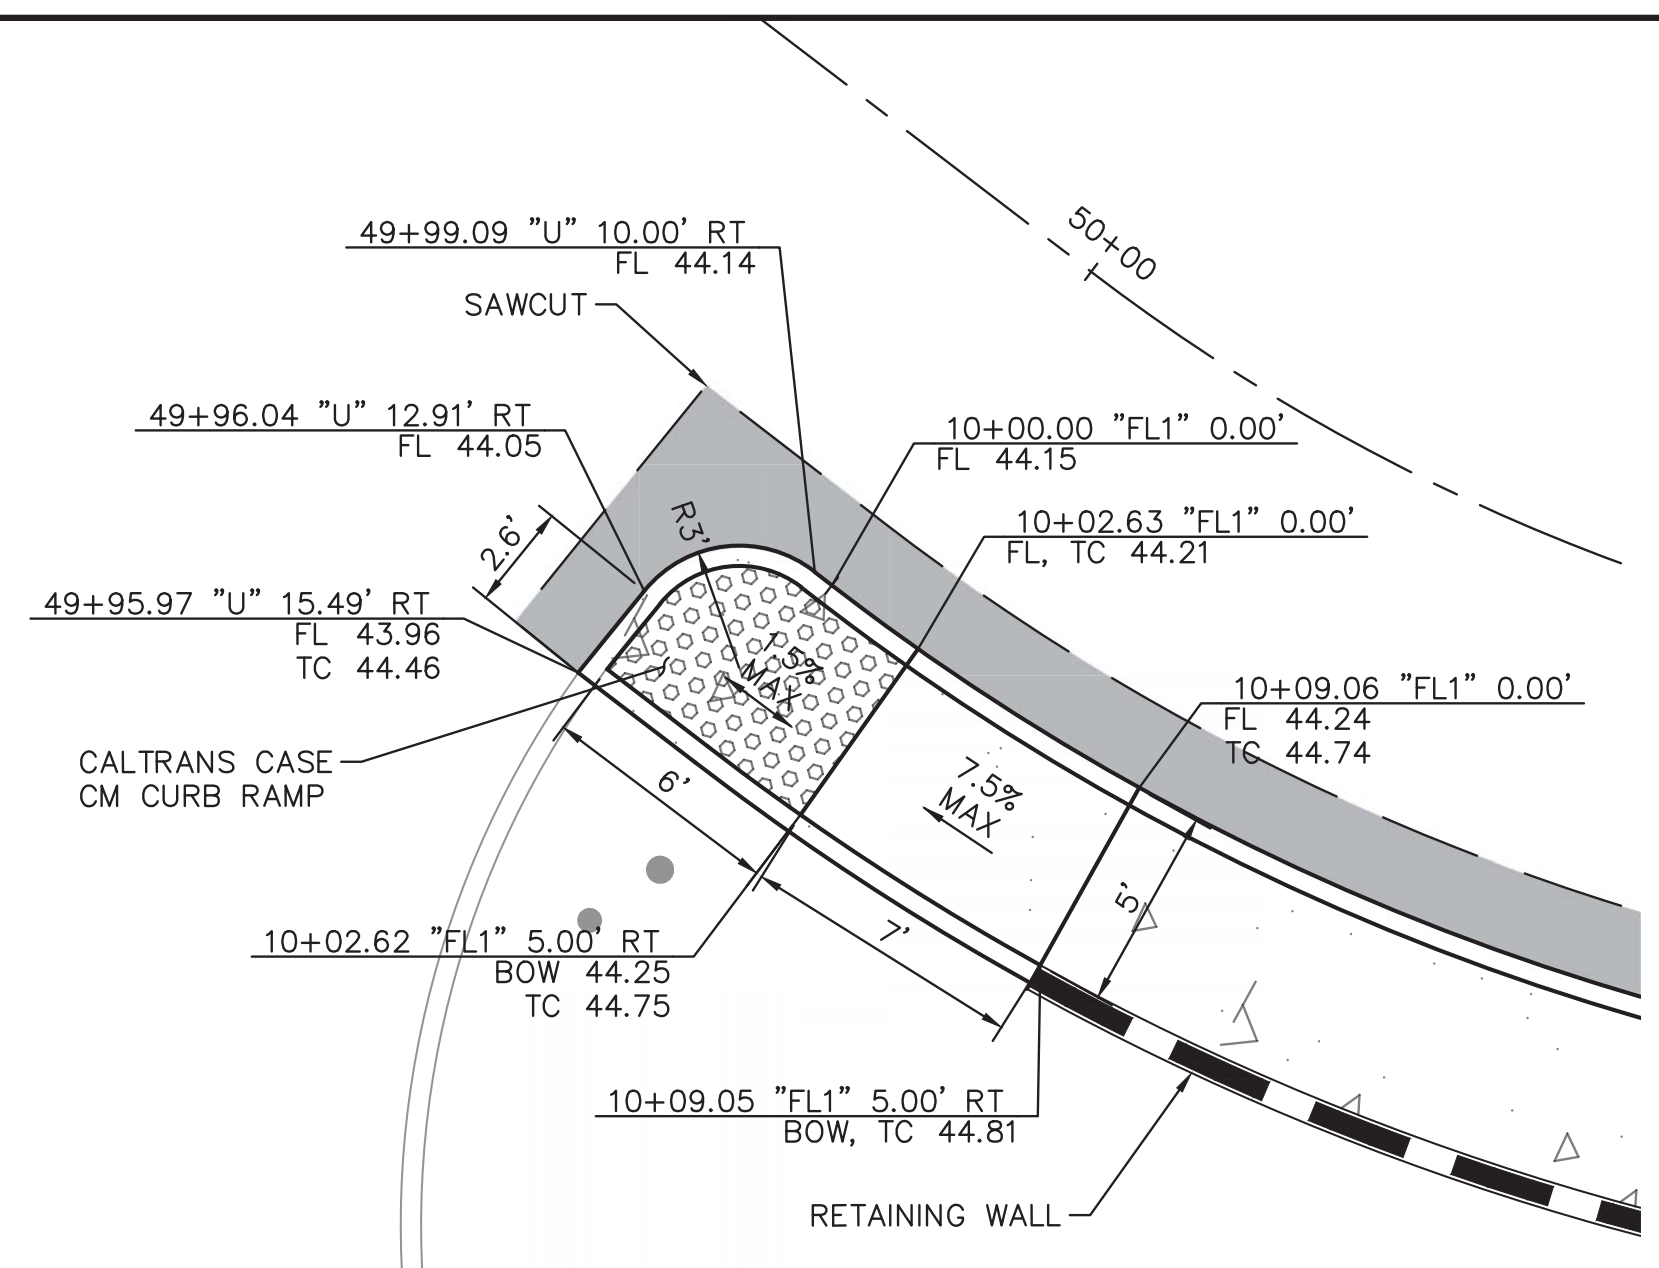 50+00
49+99.09 "U" 10.00' RT
FL 44.14
SAWCUT
49+96.04 "U" 12.91' RT
FL 44.05
10+00.00 "FL1" 0.00'
FL 44.15
R3'
10+02.63 "FL1" 0.00'
FL, TC 44.21
2.6'
49+95.97 "U" 15.49' RT
FL 43.96
TC 44.46
1.5%
MAX
10+09.06 "FL1" 0.00'
FL 44.24
TC 44.74
CALTRANS CASE
CM CURB RAMP
6'
7.5%
MAX
5'
7'
10+02.62 "FL1" 5.00' RT
BOW 44.25
TC 44.75
10+09.05 "FL1" 5.00' RT
BOW, TC 44.81
RETAINING WALL